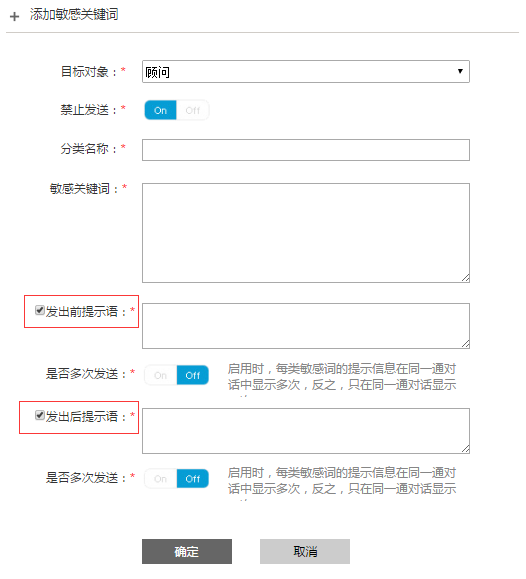 添加敏感关键词
目标对象：* 顾问
禁止发送：* On Off
分类名称：*
敏感关键词：*
发出前提示语：*
是否多次发送：* On Off 启用时，每类敏感词的提示信息在同一通对
话中显示多次，反之，只在同一通对话显示
发出后提示语：*
是否多次发送：* On Off 启用时，每类敏感词的提示信息在同一通对
话中显示多次，反之，只在同一通对话显示
确定 取消